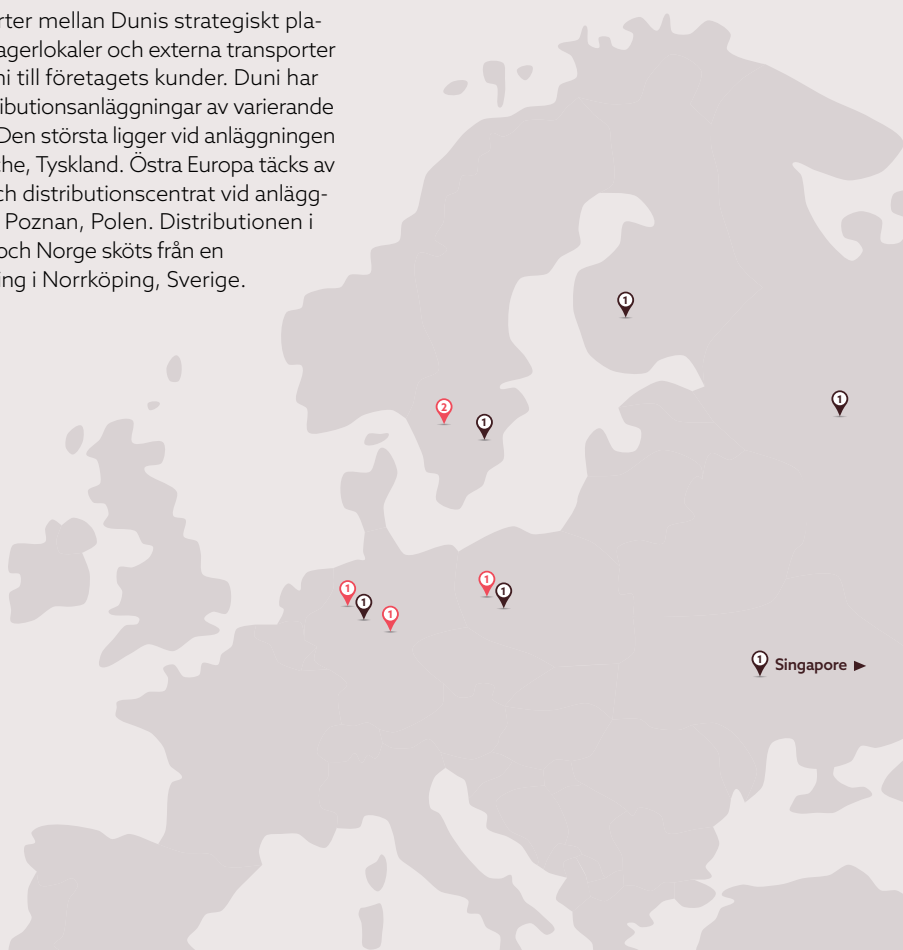 rter mellan Dunis strategiskt pla-
agerlokaler och externa transporter
ni till företagets kunder. Duni har
ributionsanläggningar av varierande
Den största ligger vid anläggningen
che, Tyskland. Östra Europa täcks av
ch distributionscentrat vid anlägg-
Poznan, Polen. Distributionen i
och Norge sköts från en
ing i Norrköping, Sverige.
1
1
2
1
1
1
1
1
1
1 Singapore ►